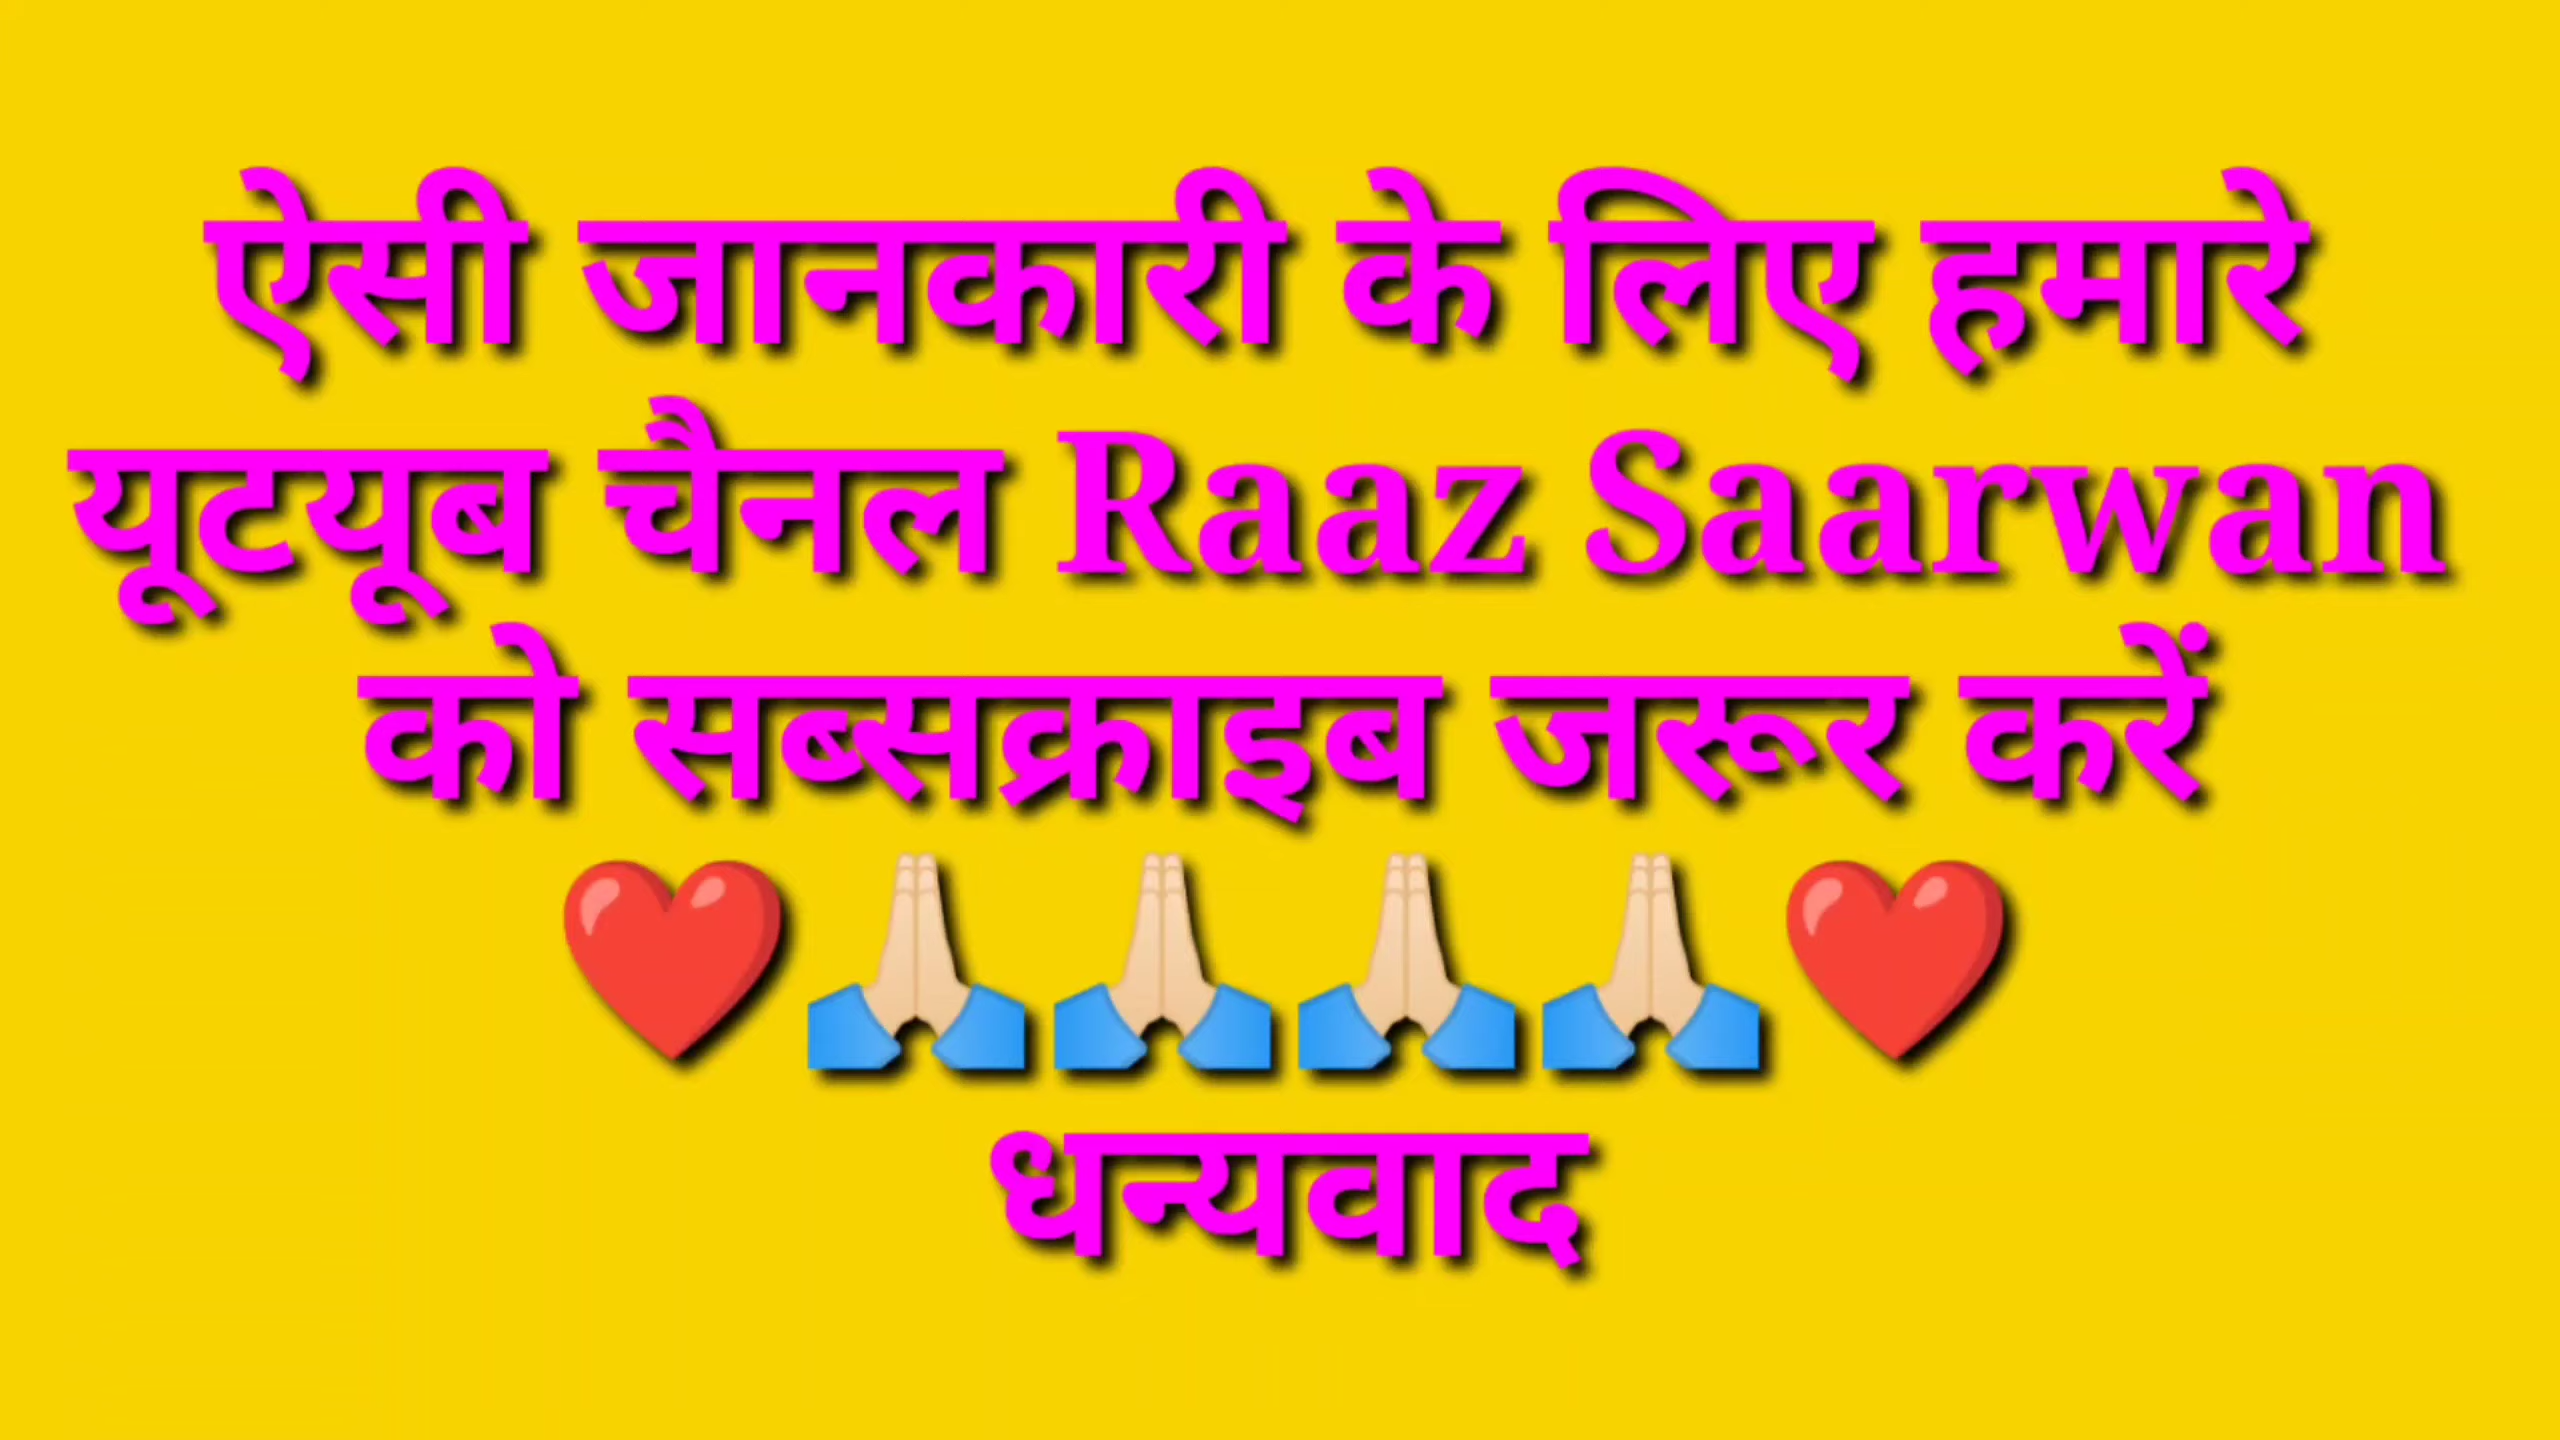 ऐसी जानकारी के लिए हमारे
यूटयूब चैनल Raaz Saarwan
को सब्सक्राइब जरूर करें
❤️🙏🏻🙏🏻🙏🏻🙏🏻❤️
धन्यवाद